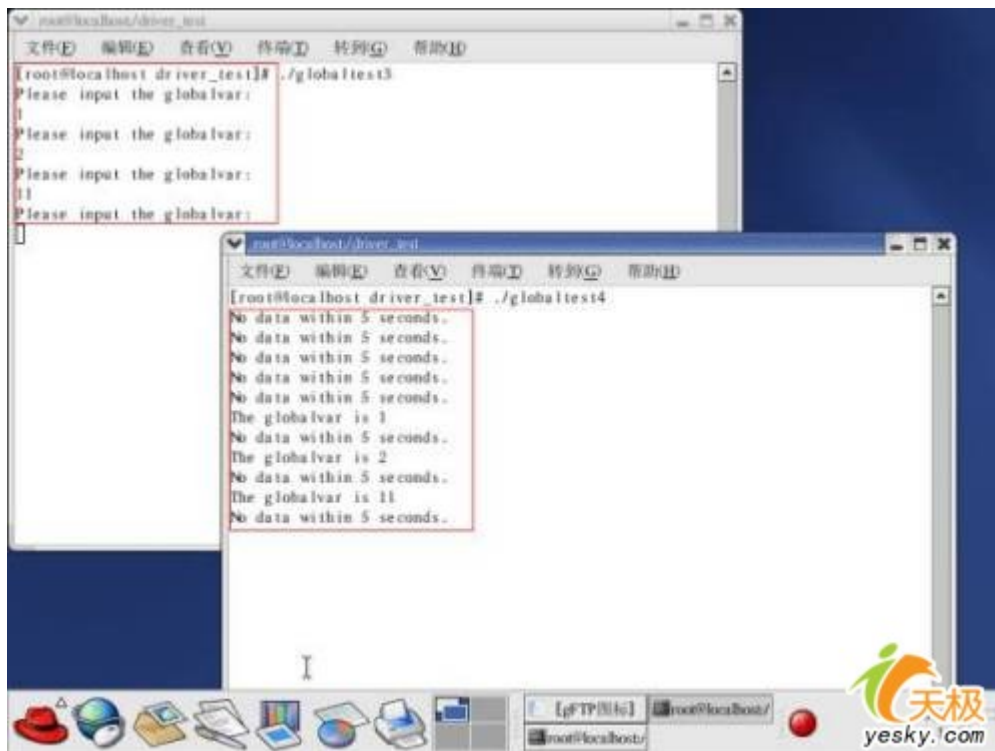 root@localhost:/driver_test
文件(F) 编辑(E) 查看(V) 终端(T) 转到(G) 帮助(H)
[root@localhost driver_test]# ./globaltest3
Please input the globalvar:
1
Please input the globalvar:
2
Please input the globalvar:
11
Please input the globalvar:
root@localhost:/driver_test
文件(F) 编辑(E) 查看(V) 终端(T) 转到(G) 帮助(H)
[root@localhost driver_test]# ./globaltest4
No data within 5 seconds.
No data within 5 seconds.
No data within 5 seconds.
No data within 5 seconds.
No data within 5 seconds.
The globalvar is 1
No data within 5 seconds.
The globalvar is 2
No data within 5 seconds.
The globalvar is 11
No data within 5 seconds.
[gFTP图标]
root@localhost:/
root@localhost:/
天极
yesky.com